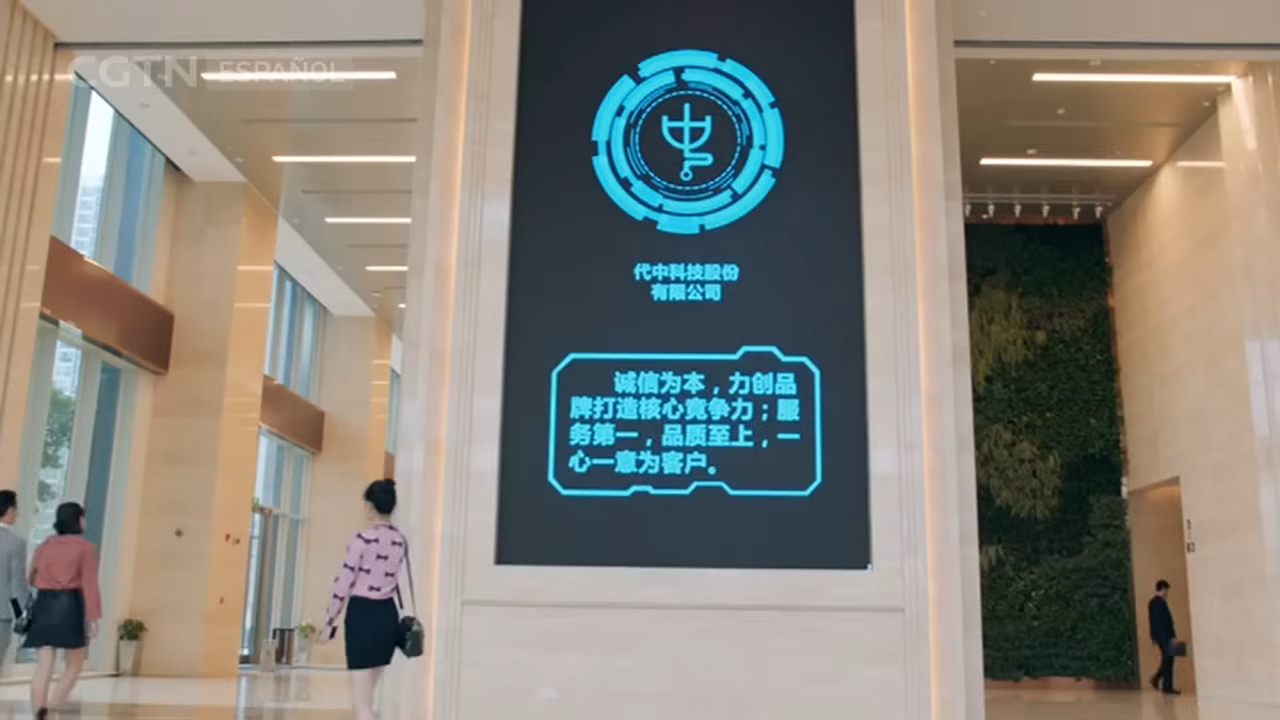 CGTN ESPAÑOL
代中科技股份
有限公司
诚信为本，力创品
牌打造核心竞争力；服
务第一，品质至上，一
心一意为客户。